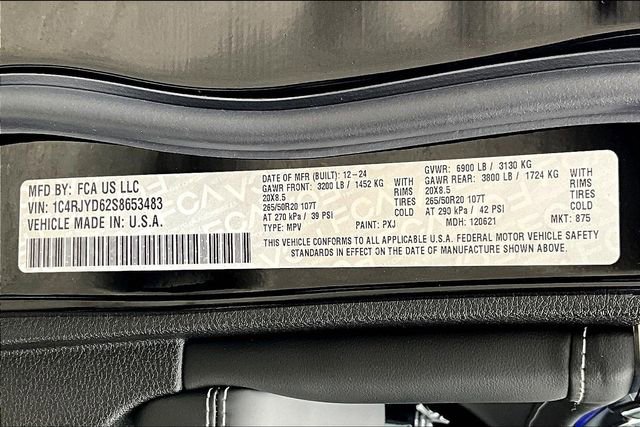 MFD BY: FCA US LLC
VIN: 1C4RJYD62S8653483
VEHICLE MADE IN U.S.A.
DATE OF MFR (BUILT): 12-24
GAWR FRONT: 3200 LB / 1452 KG
20X8.5 RIMS
265/50R20 107T TIRES
AT 270 kPa / 39 PSI COLD
TYPE: MPV PAINT: PXJ
GVWR: 6900 LB / 3130 KG
GAWR REAR: 3800 LB / 1724 KG
20X8.5 RIMS
265/50R20 107T TIRES
AT 290 kPa / 42 PSI COLD
MDH: 120621 MKT: 875
THIS VEHICLE CONFORMS TO ALL APPLICABLE U.S.A. FEDERAL MOTOR VEHICLE SAFETY
STANDARDS IN EFFECT ON THE DATE OF MANUFACTURE SHOWN ABOVE.